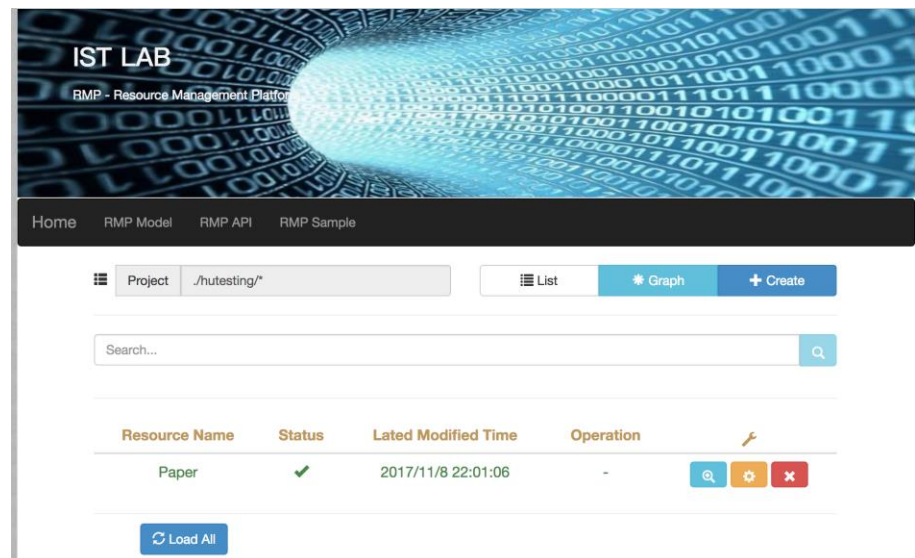 IST LAB
RMP - Resource Management Platfor
Home RMP Model RMP API RMP Sample
Project ./hutesting/* List Graph Create
Search...
Resource Name Status Lated Modified Time Operation
Paper 2017/11/8 22:01:06 -
Load All